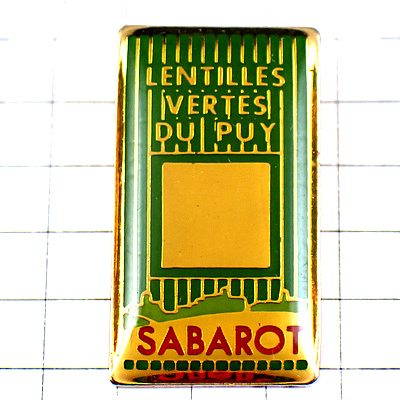 LENTILLES
VERTES
DU PUY
SABAROT